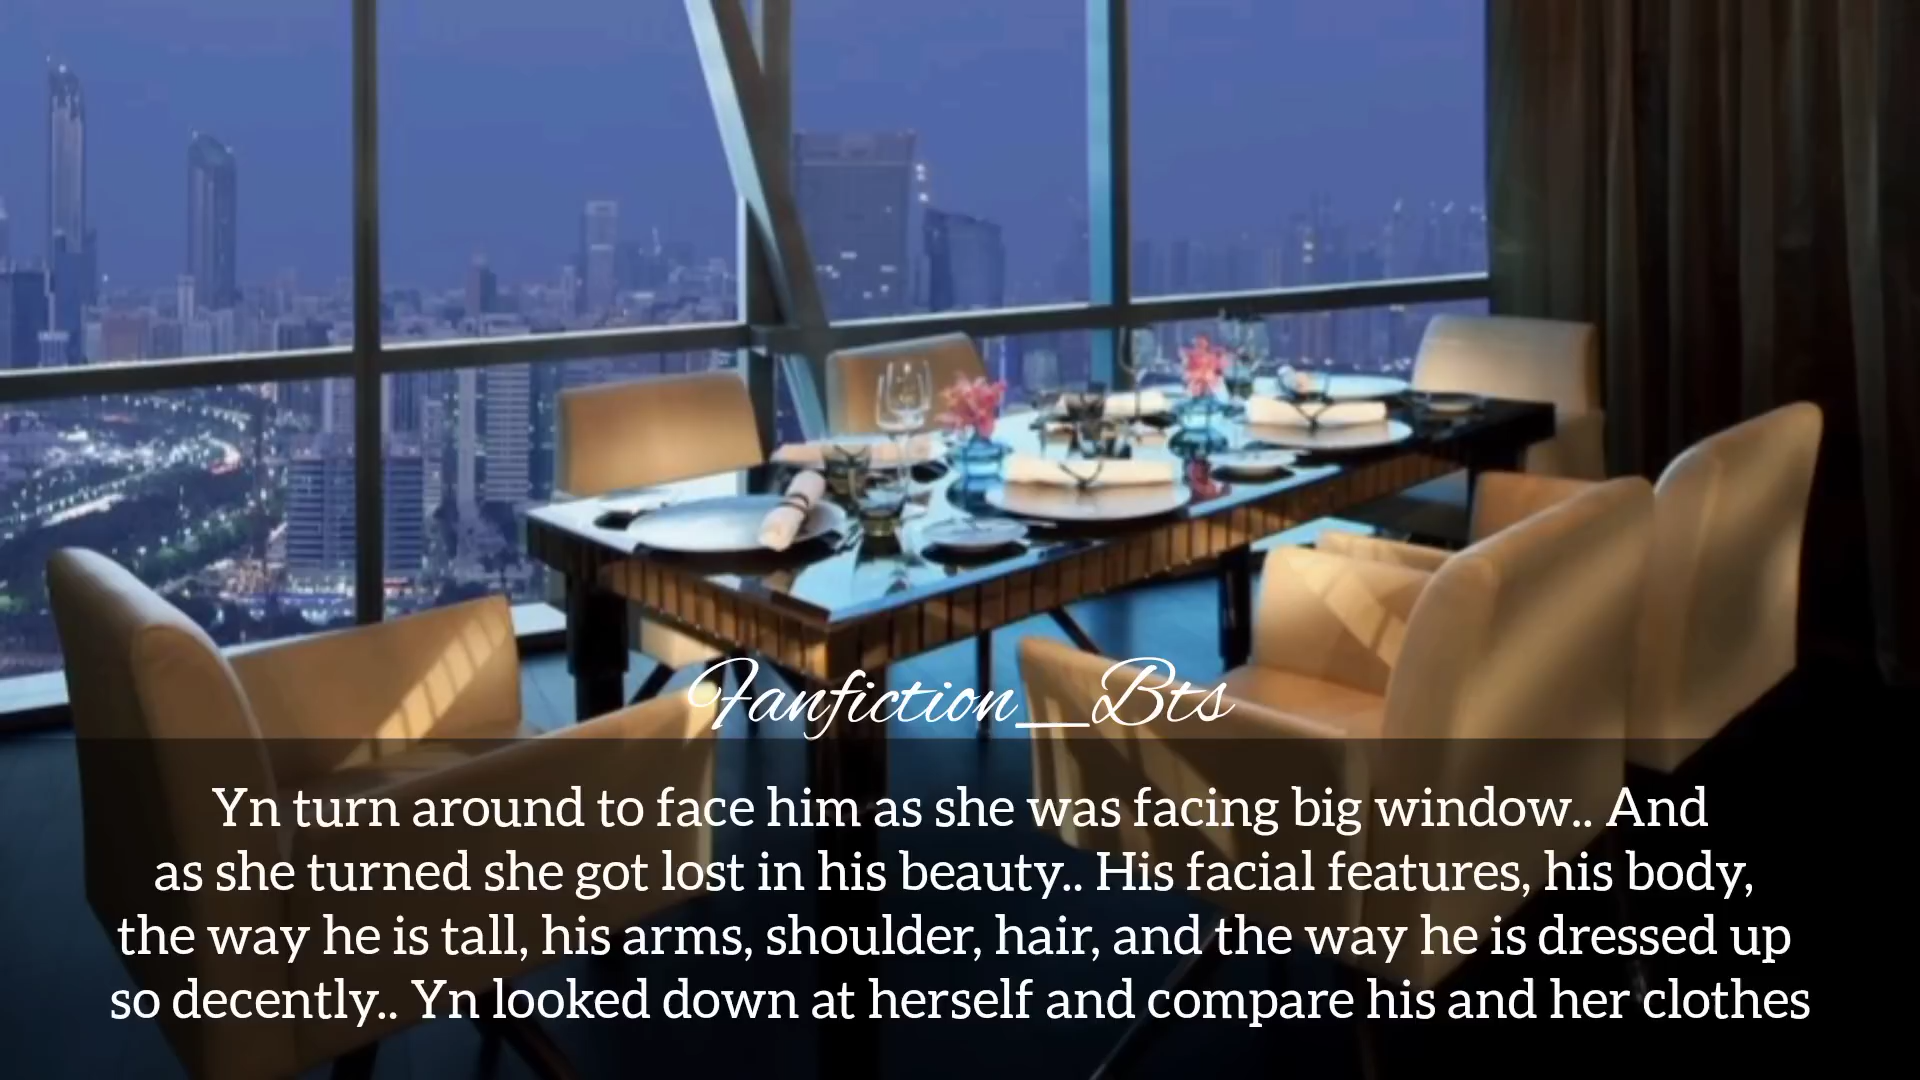 Fanfiction__Bts
Yn turn around to face him as she was facing big window.. And
as she turned she got lost in his beauty.. His facial features, his body,
the way he is tall, his arms, shoulder, hair, and the way he is dressed up
so decently.. Yn looked down at herself and compare his and her clothes